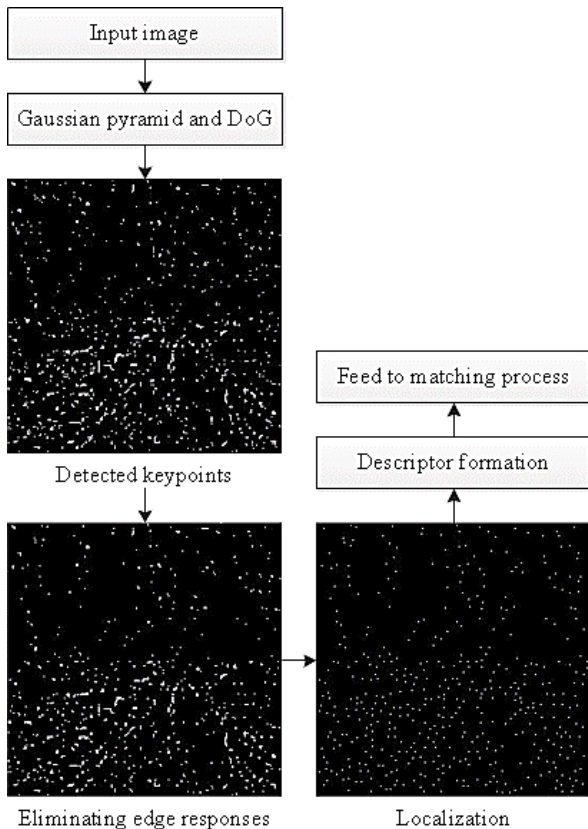 Input image
Gaussian pyramid and DoG
Detected keypoints
Eliminating edge responses
Localization
Descriptor formation
Feed to matching process